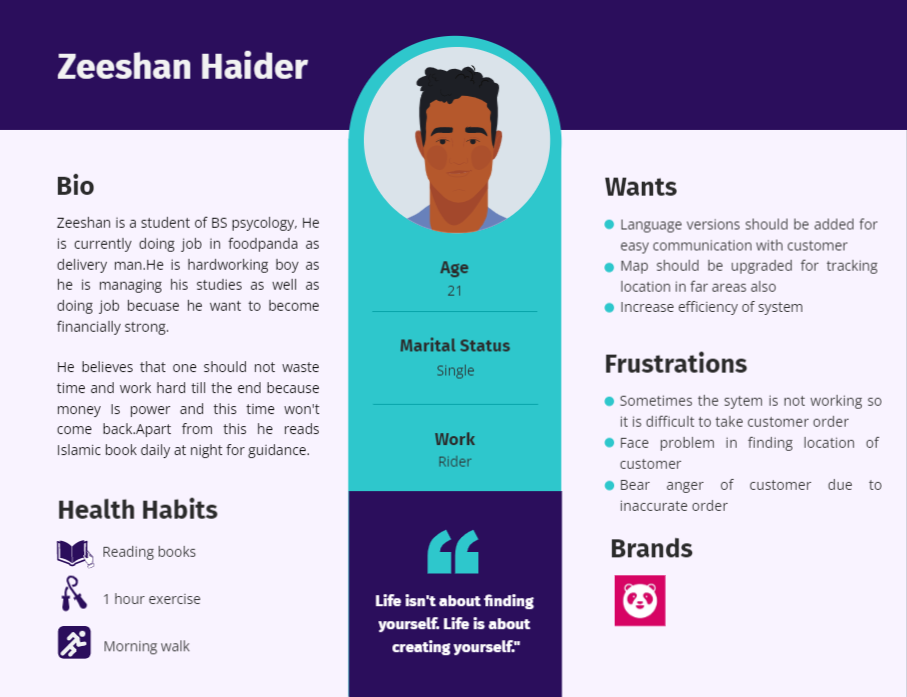 Zeeshan Haider
Bio
Zeeshan is a student of BS psycology, He
is currently doing job in foodpanda as
delivery man.He is hardworking boy as
he is managing his studies as well as
doing job becuase he want to become
financially strong.
He believes that one should not waste
time and work hard till the end because
money Is power and this time won't
come back.Apart from this he reads
Islamic book daily at night for guidance.
Health Habits
Reading books
1 hour exercise
Morning walk
Age
21
Marital Status
Single
Work
Rider
Life isn't about finding
yourself. Life is about
creating yourself."
Wants
Language versions should be added for
easy communication with customer
Map should be upgraded for tracking
location in far areas also
Increase efficiency of system
Frustrations
Sometimes the sytem is not working so
it is difficult to take customer order
Face problem in finding location of
customer
Bear anger of customer due to
inaccurate order
Brands